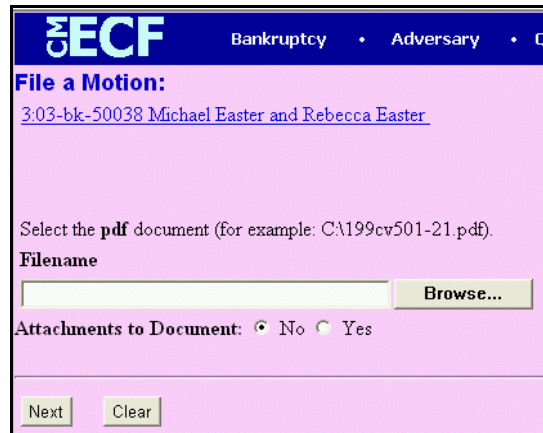 CM ECF Bankruptcy • Adversary •
File a Motion:
3:03-bk-50038 Michael Easter and Rebecca Easter
Select the pdf document (for example: C:\199cv501-21.pdf).
Filename
Browse...
Attachments to Document: No Yes
Next Clear